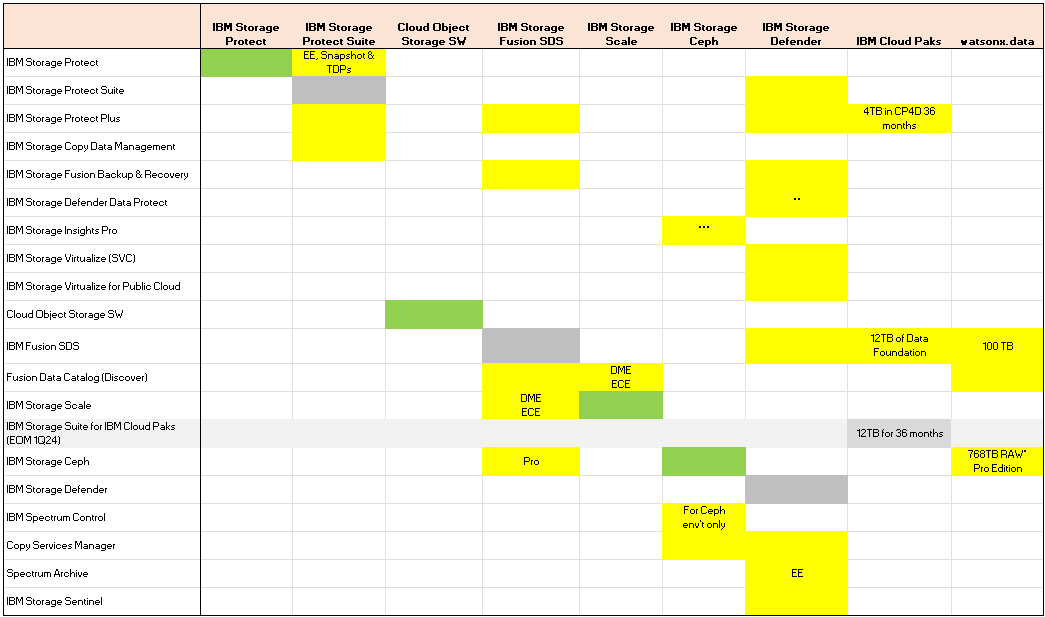 IBM Storage Protect
IBM Storage Protect Suite
Cloud Object Storage SW
IBM Storage Fusion SDS
IBM Storage Scale
IBM Storage Ceph
IBM Storage Defender
IBM Cloud Paks
watsonx.data
IBM Storage Protect
EE, Snapshot &
TDPs
IBM Storage Protect Suite
IBM Storage Protect Plus
4TB in CP4D 36
months
IBM Storage Copy Data Management
IBM Storage Fusion Backup & Recovery
IBM Storage Defender Data Protect
**
IBM Storage Insights Pro
***
IBM Storage Virtualize (SVC)
IBM Storage Virtualize for Public Cloud
Cloud Object Storage SW
IBM Fusion SDS
12TB of Data
Foundation
100 TB
Fusion Data Catalog (Discover)
DME
ECE
IBM Storage Scale
DME
ECE
IBM Storage Suite for IBM Cloud Paks
(EOM 1Q24)
12TB for 36 months
IBM Storage Ceph
Pro
768TB RAW*
Pro Edition
IBM Storage Defender
IBM Spectrum Control
For Ceph
env't only
Copy Services Manager
Spectrum Archive
EE
IBM Storage Sentinel